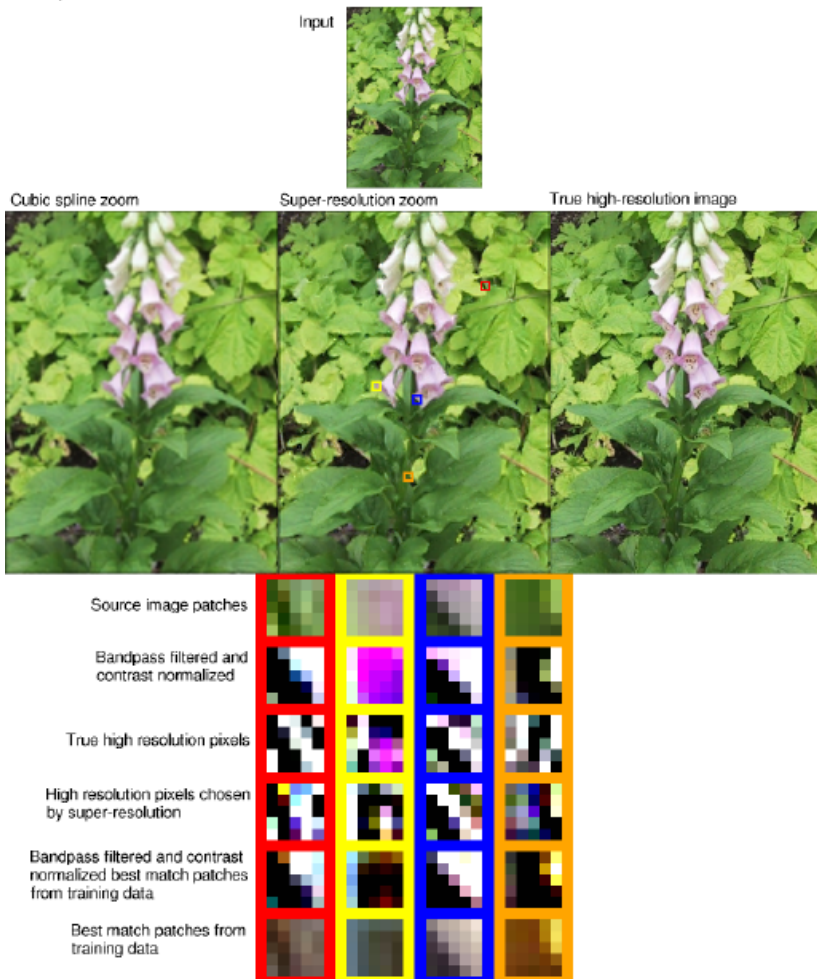 Input
Cubic spline zoom
Super-resolution zoom
True high-resolution image
Source image patches
Bandpass filtered and
contrast normalized
True high resolution pixels
High resolution pixels chosen
by super-resolution
Bandpass filtered and contrast
normalized best match patches
from training data
Best match patches from
training data